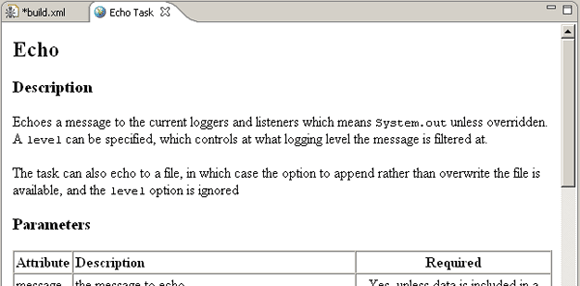 *build.xml Echo Task
Echo
Description
Echoes a message to the current loggers and listeners which means System.out unless overridden.
A level can be specified, which controls at what logging level the message is filtered at.
The task can also echo to a file, in which case the option to append rather than overwrite the file is
available, and the level option is ignored
Parameters
Attribute Description Required
message the message to echo Yes, unless data is included in a